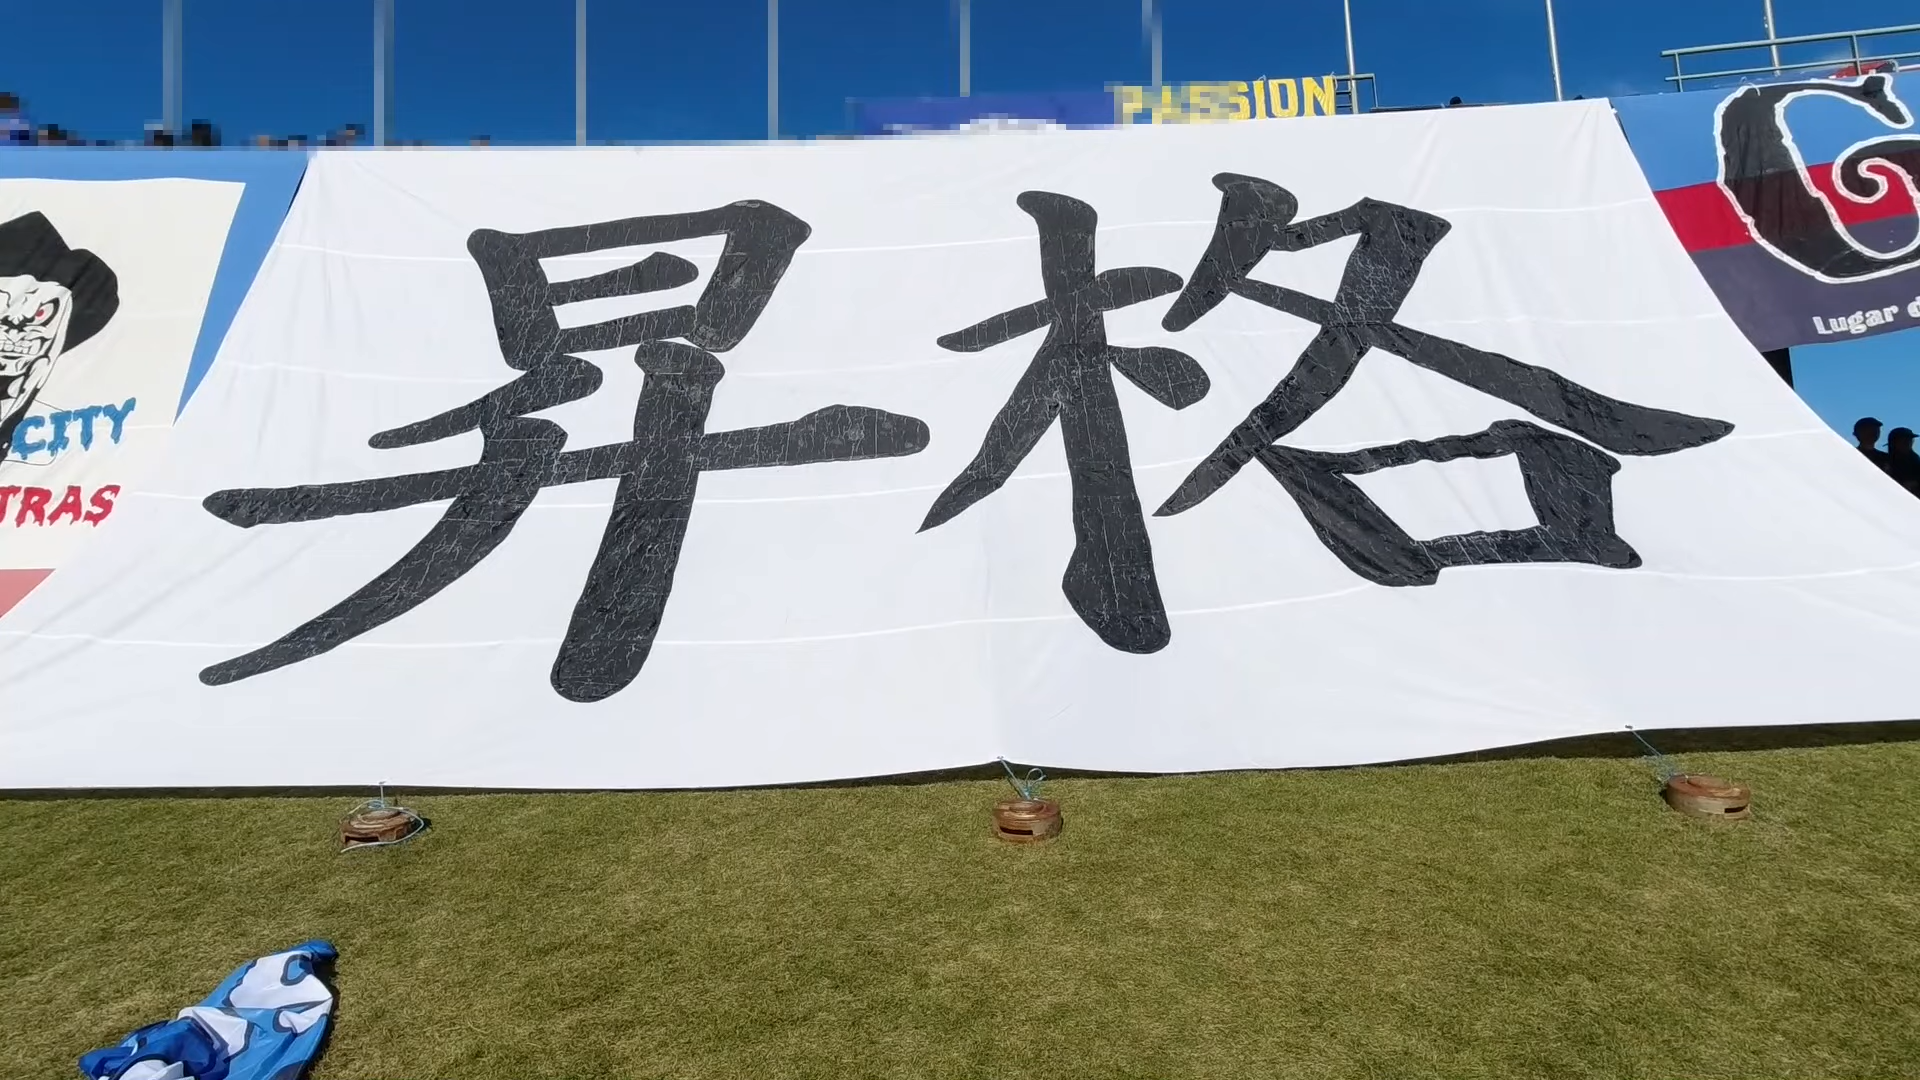 PASSION
昇格
CITY
TRAS
G
Lugar d